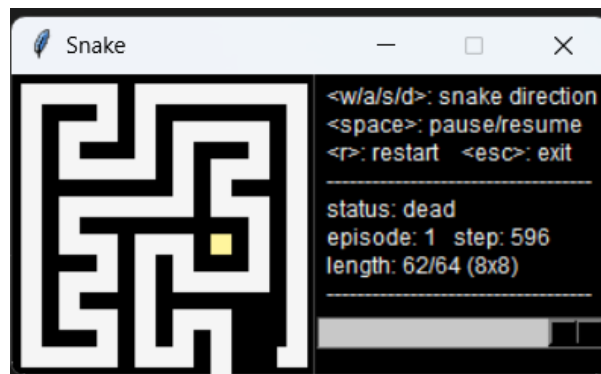 Snake
<w/a/s/d>: snake direction
<space>: pause/resume
<r>: restart <esc>: exit
status: dead
episode: 1 step: 596
length: 62/64 (8x8)